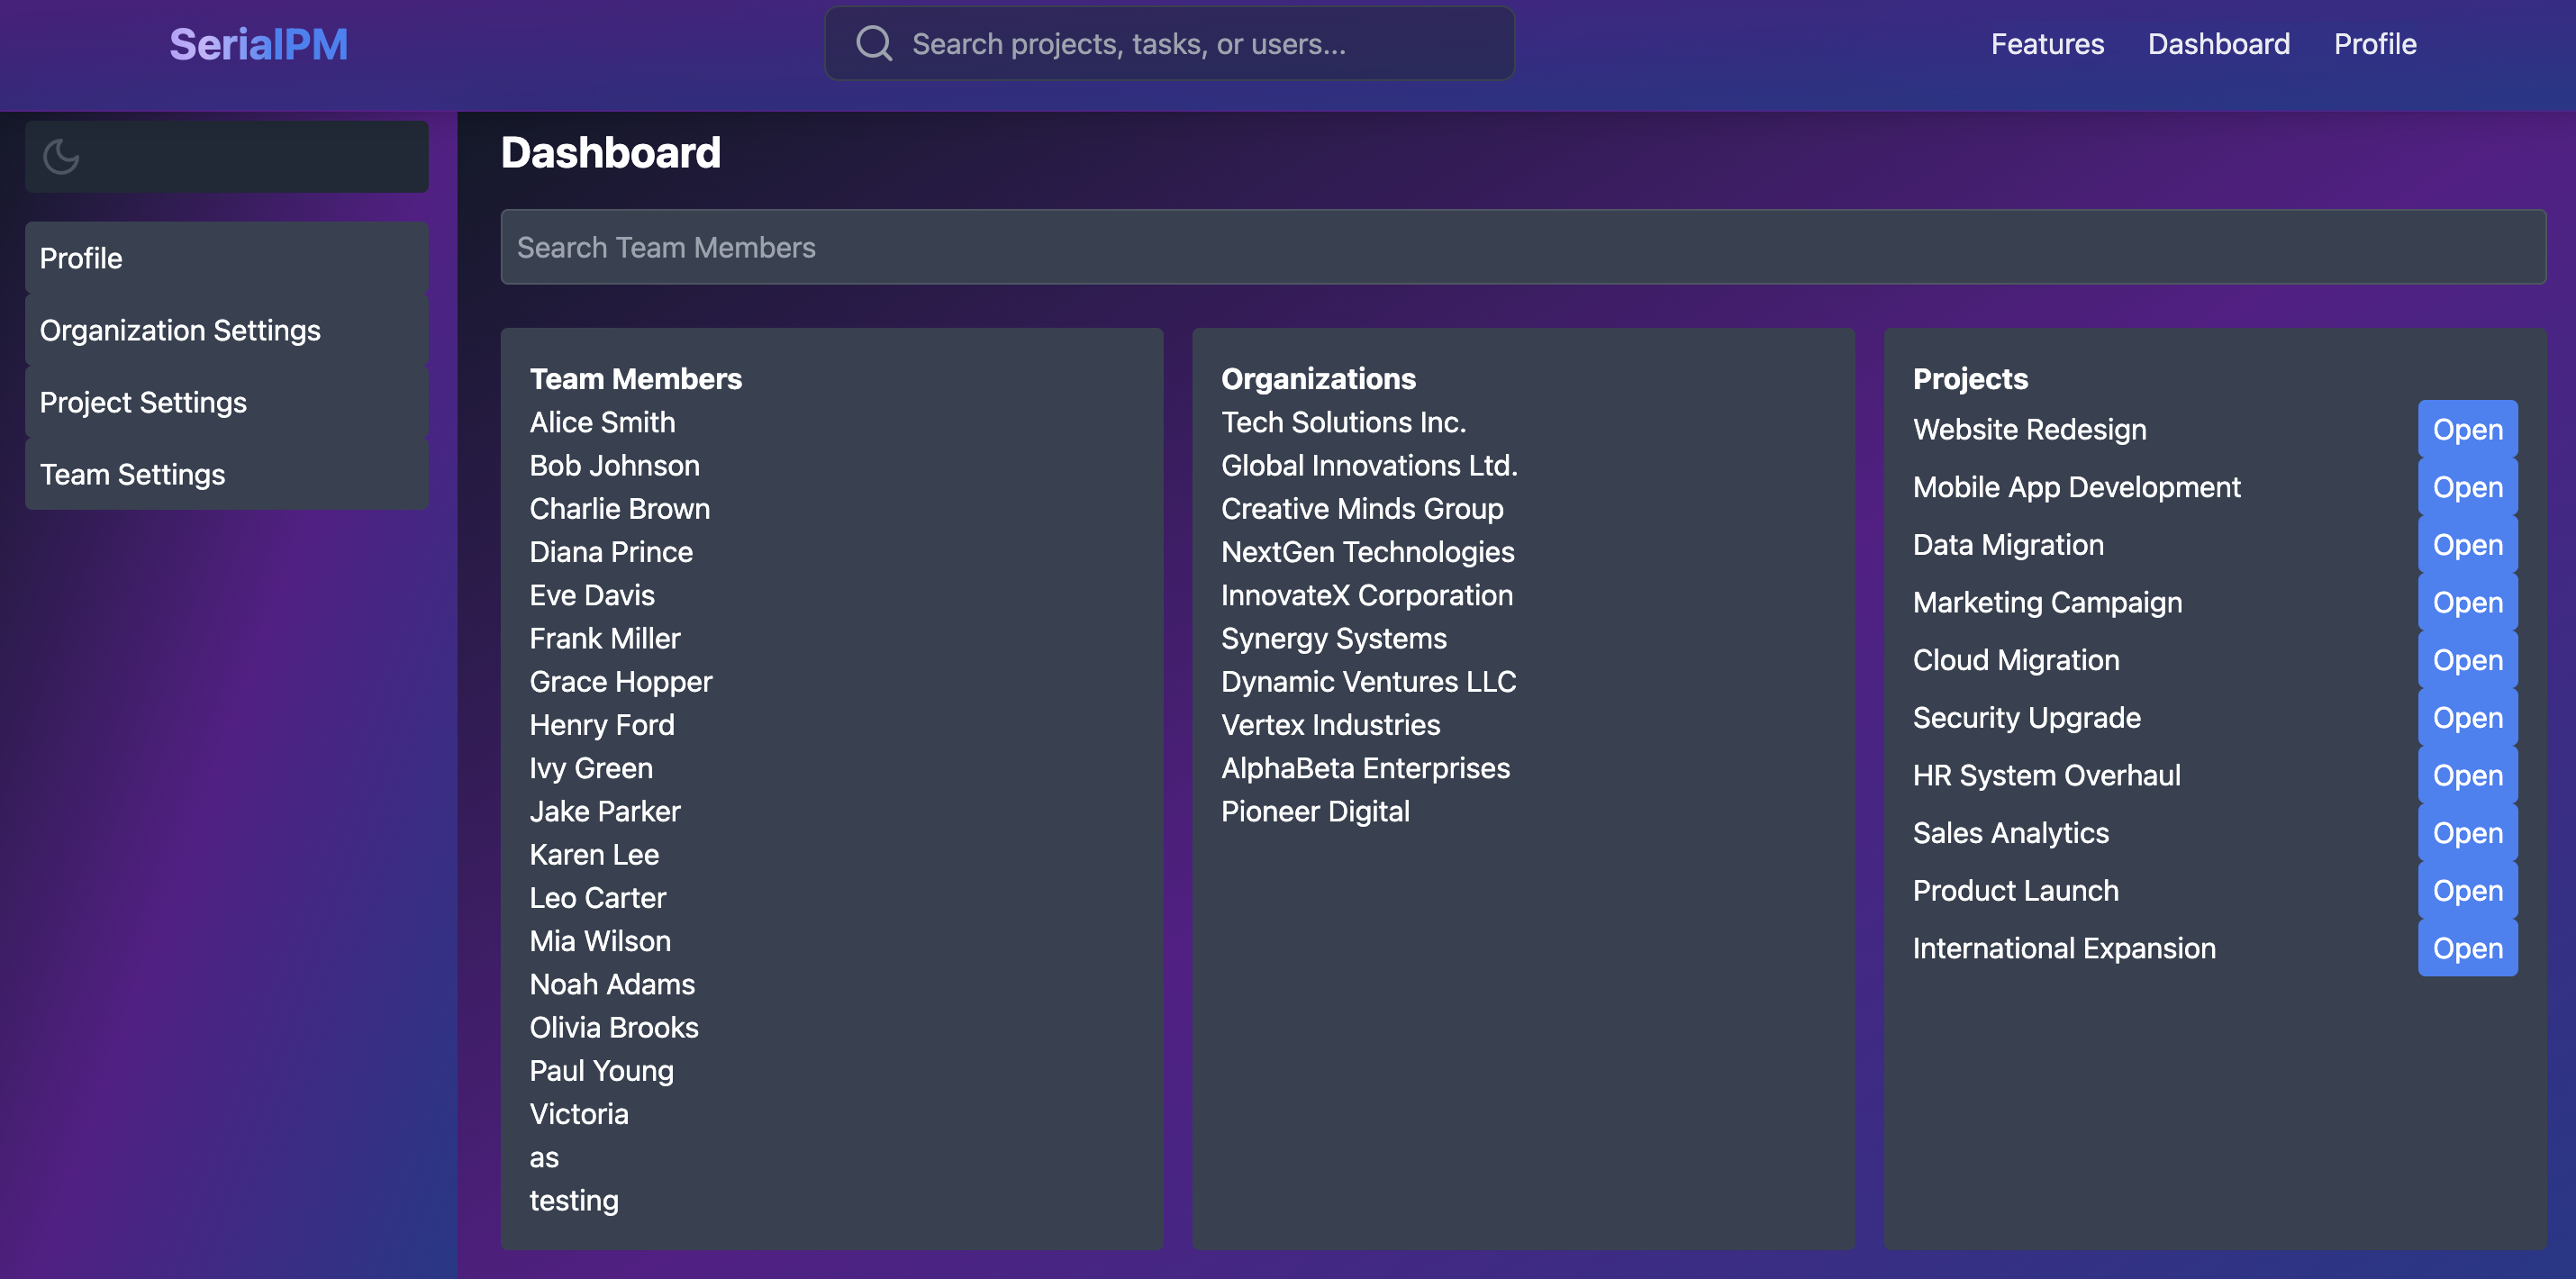 SerialPM
Search projects, tasks, or users...
Features
Dashboard
Profile
Profile
Organization Settings
Project Settings
Team Settings
Dashboard
Search Team Members
Team Members
Alice Smith
Bob Johnson
Charlie Brown
Diana Prince
Eve Davis
Frank Miller
Grace Hopper
Henry Ford
Ivy Green
Jake Parker
Karen Lee
Leo Carter
Mia Wilson
Noah Adams
Olivia Brooks
Paul Young
Victoria
as
testing
Organizations
Tech Solutions Inc.
Global Innovations Ltd.
Creative Minds Group
NextGen Technologies
InnovateX Corporation
Synergy Systems
Dynamic Ventures LLC
Vertex Industries
AlphaBeta Enterprises
Pioneer Digital
Projects
Website Redesign Open
Mobile App Development Open
Data Migration Open
Marketing Campaign Open
Cloud Migration Open
Security Upgrade Open
HR System Overhaul Open
Sales Analytics Open
Product Launch Open
International Expansion Open